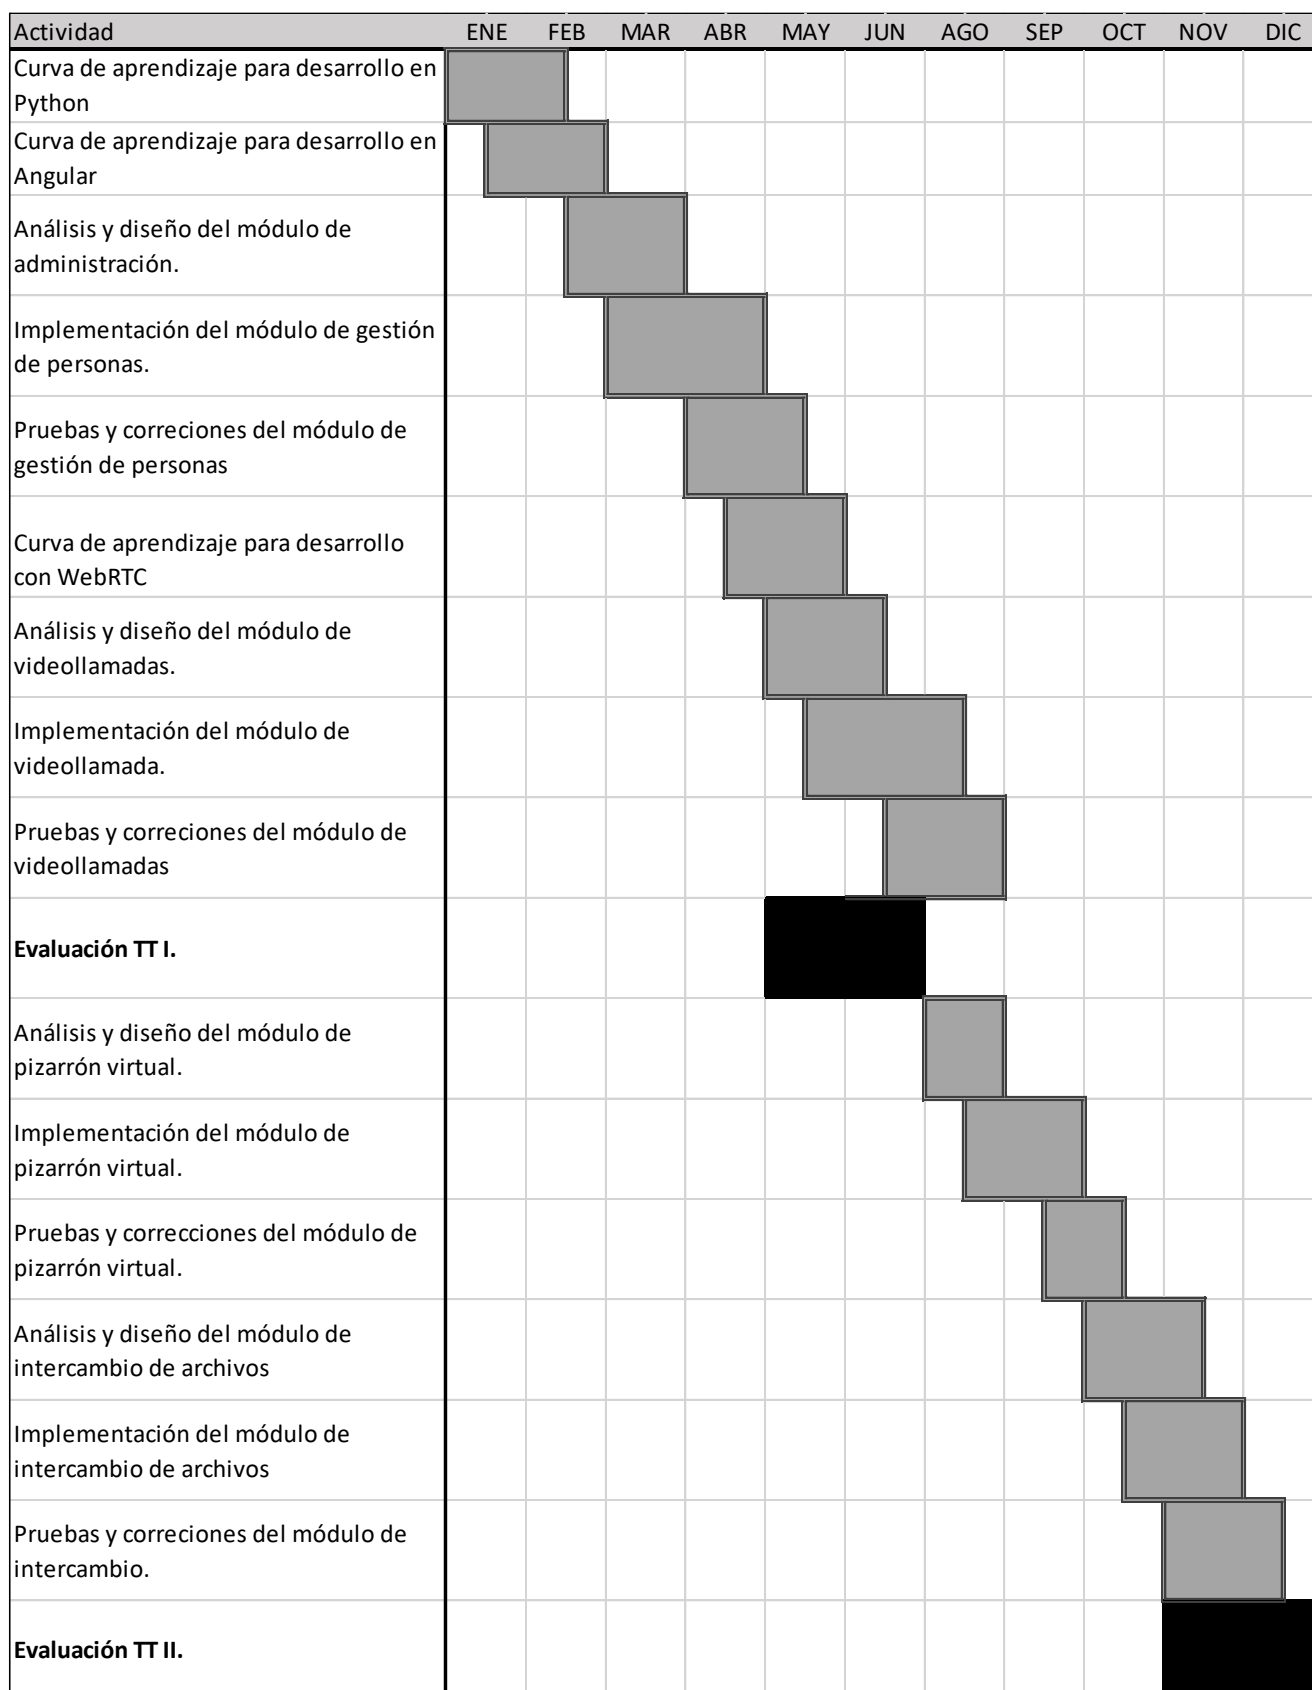 Actividad ENE FEB MAR ABR MAY JUN AGO SEP OCT NOV DIC
Curva de aprendizaje para desarrollo en
Python
Curva de aprendizaje para desarrollo en
Angular
Análisis y diseño del módulo de
administración.
Implementación del módulo de gestión
de personas.
Pruebas y correciones del módulo de
gestión de personas
Curva de aprendizaje para desarrollo
con WebRTC
Análisis y diseño del módulo de
videollamadas.
Implementación del módulo de
videollamada.
Pruebas y correciones del módulo de
videollamadas
Evaluación TT I.
Análisis y diseño del módulo de
pizarrón virtual.
Implementación del módulo de
pizarrón virtual.
Pruebas y correcciones del módulo de
pizarrón virtual.
Análisis y diseño del módulo de
intercambio de archivos
Implementación del módulo de
intercambio de archivos
Pruebas y correciones del módulo de
intercambio.
Evaluación TT II.